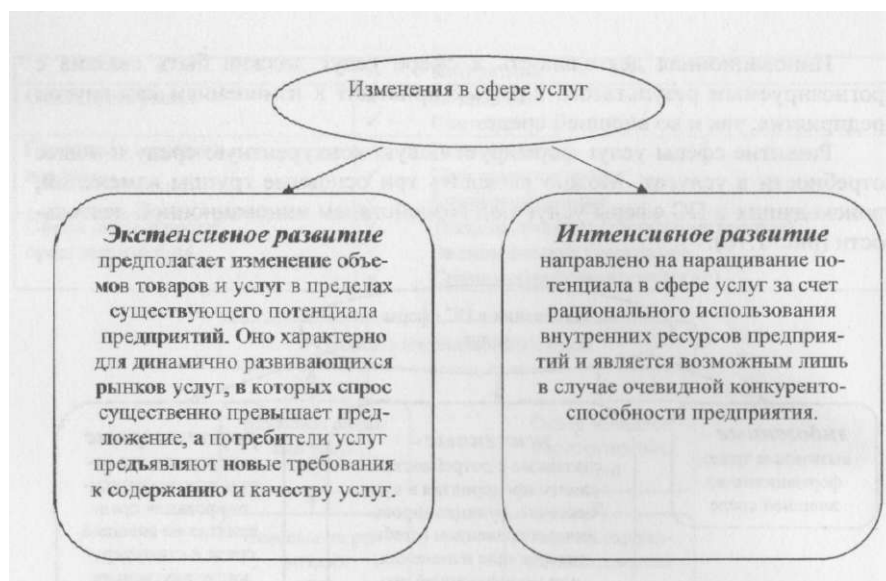 Изменения в сфере услуг
Экстенсивное развитие
предполагает изменение объе-
мов товаров и услуг в пределах
существующего потенциала
предприятий. Оно характерно
для динамично развивающихся
рынков услуг, в которых спрос
существенно превышает пред-
ложение, а потребители услуг
предъявляют новые требования
к содержанию и качеству услуг.
Интенсивное развитие
направлено на наращивание по-
тенциала в сфере услуг за счет
рационального использования
внутренних ресурсов предприя-
тий и является возможным лишь
в случае очевидной конкуренто-
способности предприятия.